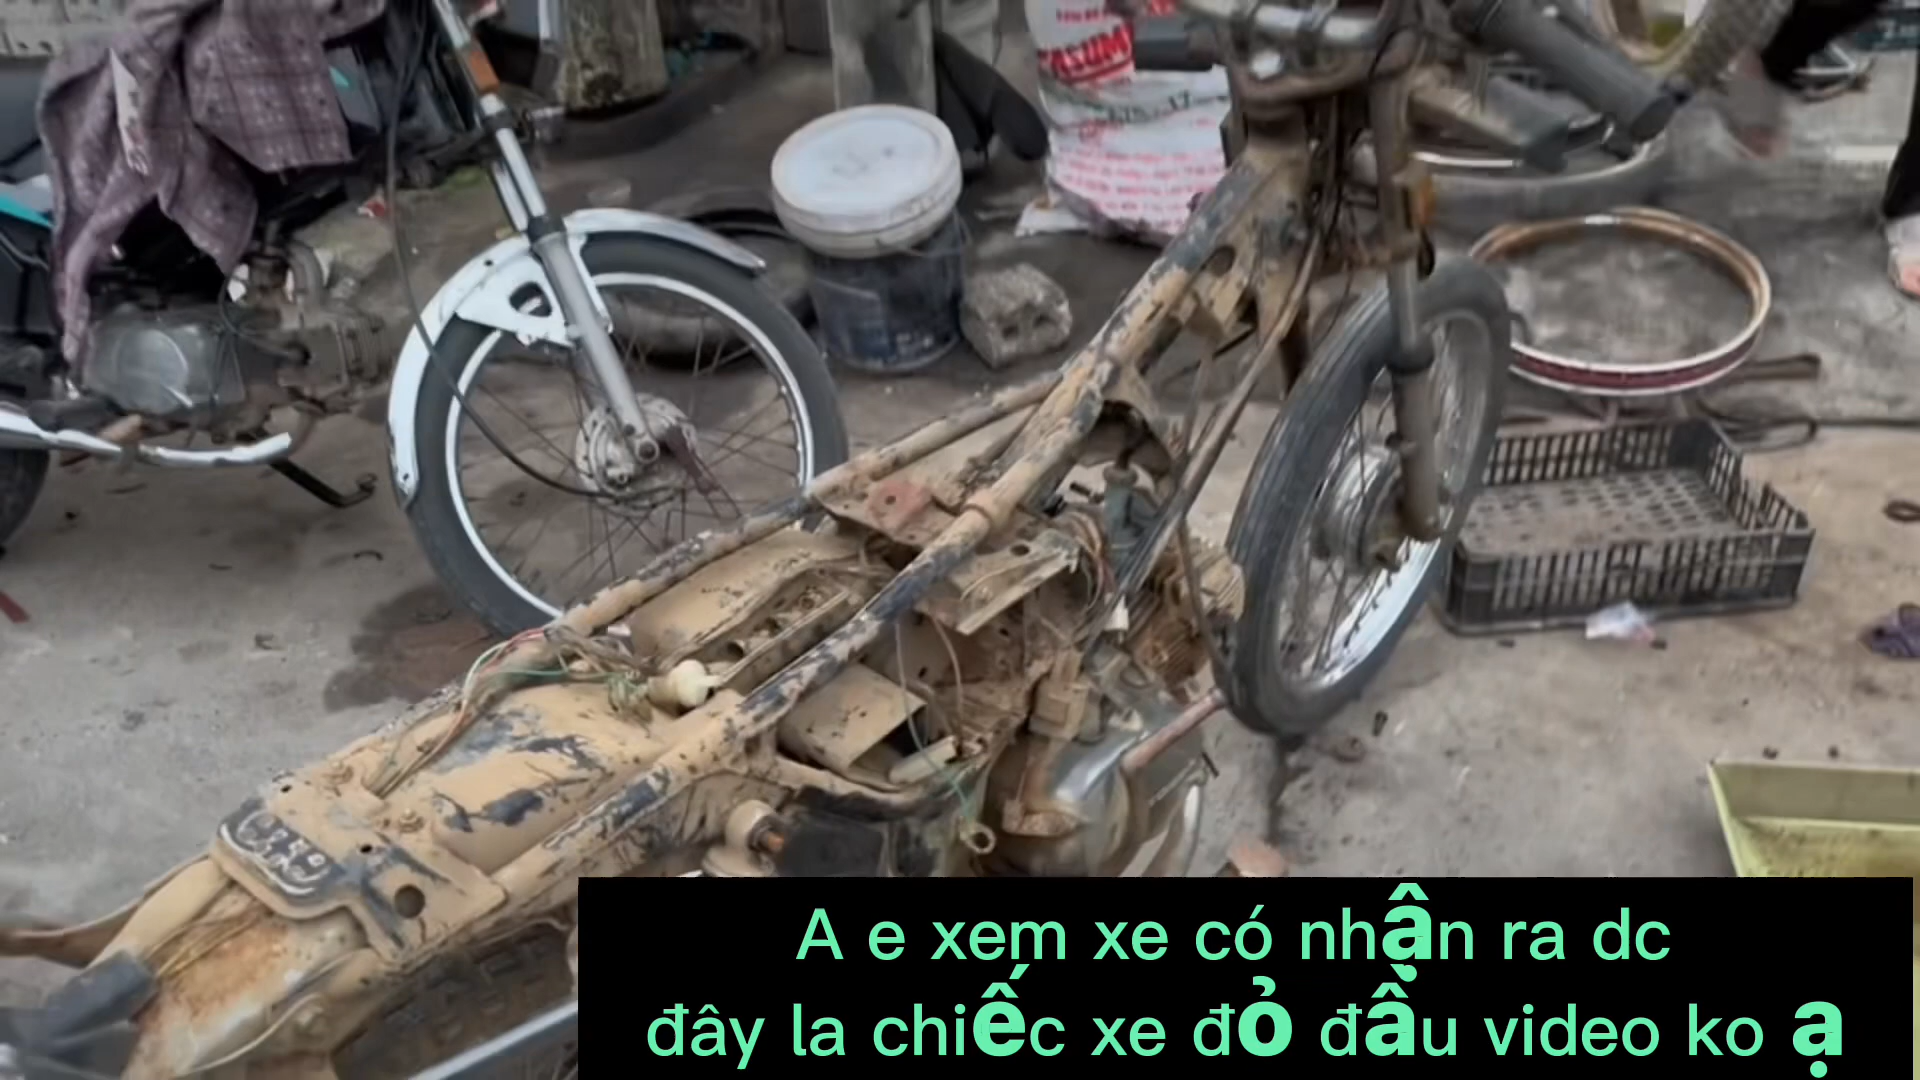 A e xem xe có nhận ra dc
đây la chiếc xe đỏ đầu video ko ạ